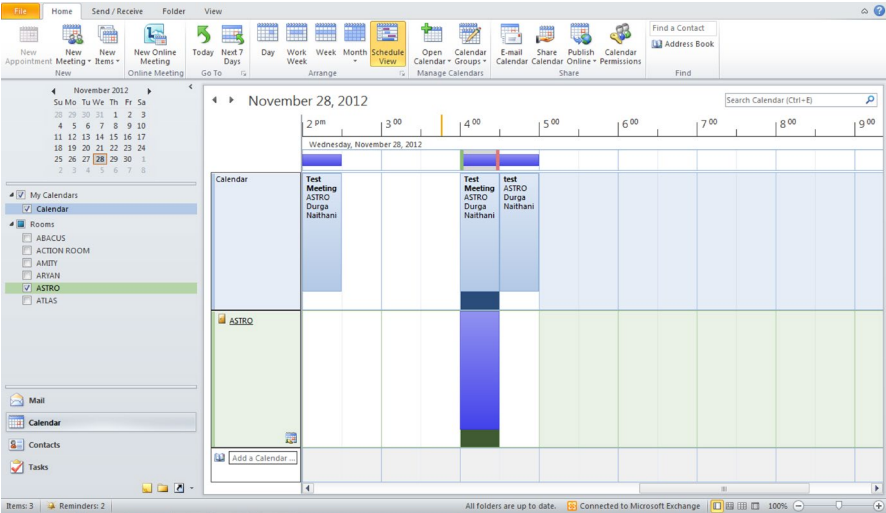 File Home Send / Receive Folder View
New Appointment New Meeting New Items New Online Meeting Today Next 7 Days Day Work Week Week Month Schedule View Open Calendar Calendar Groups E-mail Calendar Share Calendar Publish Online Calendar Permissions Find a Contact
Address Book
New Online Meeting Go To Arrange Manage Calendars Share Find
November 2012
Su Mo Tu We Th Fr Sa
28 29 30 31 1 2 3
4 5 6 7 8 9 10
11 12 13 14 15 16 17
18 19 20 21 22 23 24
25 26 27 28 29 30 1
2 3 4 5 6 7 8
My Calendars
Calendar
Rooms
ABACUS
ACTION ROOM
AMITY
ARYAN
ASTRO
ATLAS
Mail
Calendar
Contacts
Tasks
November 28, 2012
Search Calendar (Ctrl+E)
2 pm 3 00 4 00 5 00 6 00 7 00 8 00 9 00
Wednesday, November 28, 2012
Calendar
Test
Meeting
ASTRO
Durga
Naithani
Test
Meeting
ASTRO
Durga
Naithani
test
ASTRO
Durga
Naithani
ASTRO
Add a Calendar ...
Items: 3 Reminders: 2 All folders are up to date. Connected to Microsoft Exchange 100%